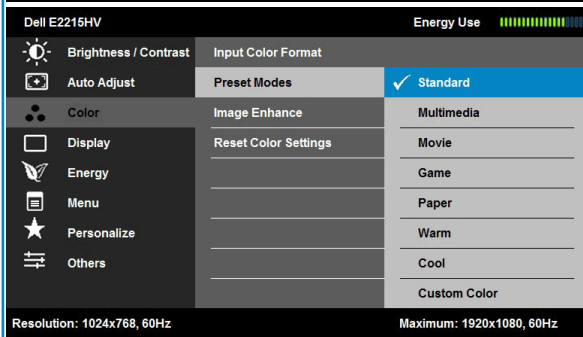 Dell E2215HV Energy Use
Brightness / Contrast Input Color Format
Auto Adjust Preset Modes Standard
Color Image Enhance Multimedia
Display Reset Color Settings Movie
Energy Game
Menu Paper
Personalize Warm
Others Cool
Custom Color
Resolution: 1024x768, 60Hz Maximum: 1920x1080, 60Hz